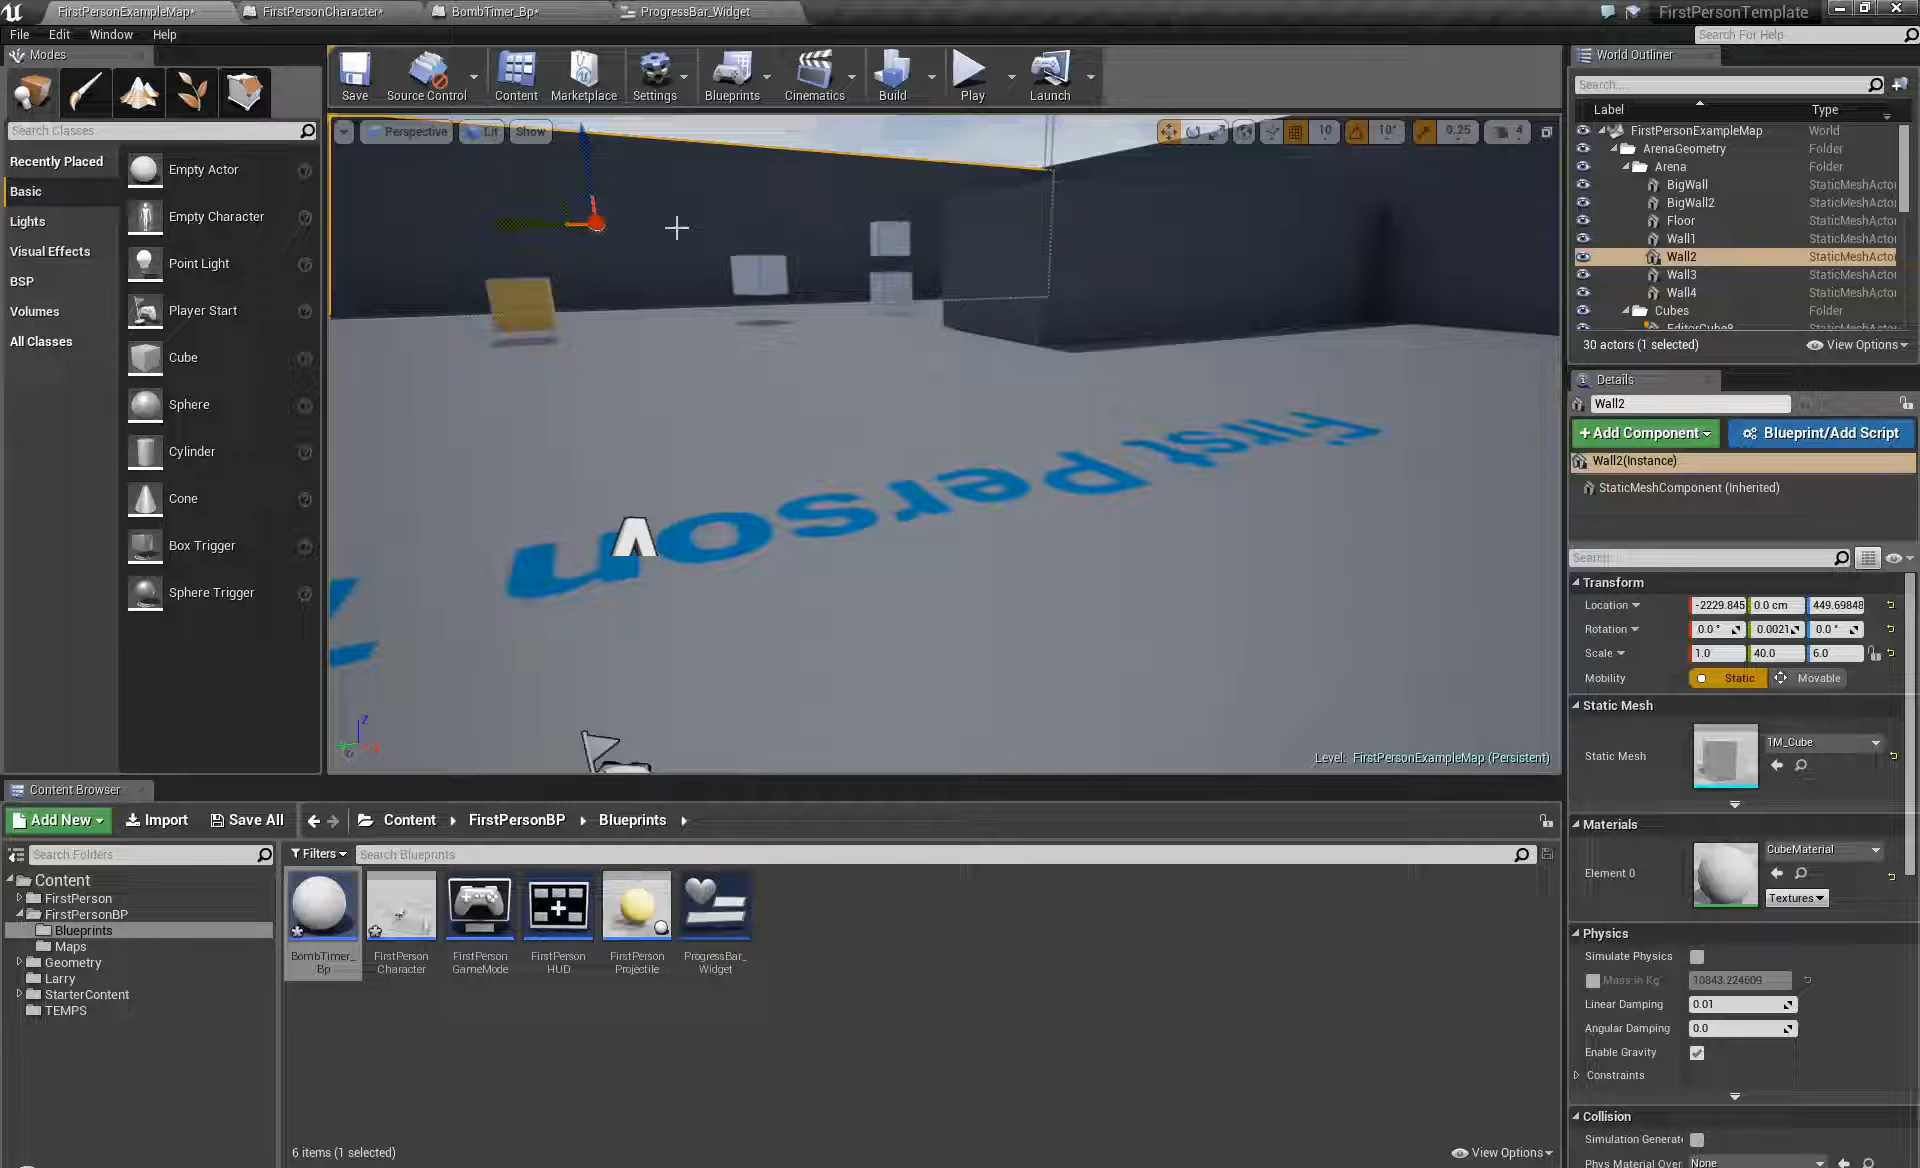 FirstPersonExampleMap*
FirstPersonCharacter*
BombTimer_Bp*
ProgressBar_Widget
FirstPersonTemplate
File Edit Window Help
Search For Help
Modes
Save
Source Control
Content
Marketplace
Settings
Blueprints
Cinematics
Build
Play
Launch
Search Classes
Recently Placed
Basic
Lights
Visual Effects
BSP
Volumes
All Classes
Empty Actor
Empty Character
Point Light
Player Start
Cube
Sphere
Cylinder
Cone
Box Trigger
Sphere Trigger
Perspective Lit Show
10 10° 0.25 4
First person
Z
Level: FirstPersonExampleMap (Persistent)
World Outliner
Search...
Label Type
FirstPersonExampleMap World
ArenaGeometry Folder
Arena Folder
BigWall StaticMeshActor
BigWall2 StaticMeshActor
Floor StaticMeshActor
Wall1 StaticMeshActor
Wall2 StaticMeshActo
Wall3 StaticMeshActor
Wall4 StaticMeshActor
Cubes Folder
EditorCube8 StaticMeshActor
30 actors (1 selected)
View Options
Details
Wall2
+ Add Component
Blueprint/Add Script
Wall2(Instance)
StaticMeshComponent (Inherited)
Search
Transform
Location -2229.845 0.0 cm 449.69848
Rotation 0.0 ° 0.0021 0.0 °
Scale 1.0 40.0 6.0
Mobility Static Movable
Static Mesh
Static Mesh 1M_Cube
Materials
Element 0 CubeMaterial
Textures
Physics
Simulate Physics
Mass in Kg 10843.224609
Linear Damping 0.01
Angular Damping 0.0
Enable Gravity
Constraints
Collision
Simulation Generat
Phys Material Over None
Content Browser
Add New Import Save All Content FirstPersonBP Blueprints
Search Folders
Filters
Search Blueprints
Content
FirstPerson
FirstPersonBP
Blueprints
Maps
Geometry
Larry
StarterContent
TEMPS
BombTimer_
Bp
FirstPerson
Character
FirstPerson
GameMode
FirstPerson
HUD
FirstPerson
Projectile
ProgressBar_
Widget
6 items (1 selected)
View Options